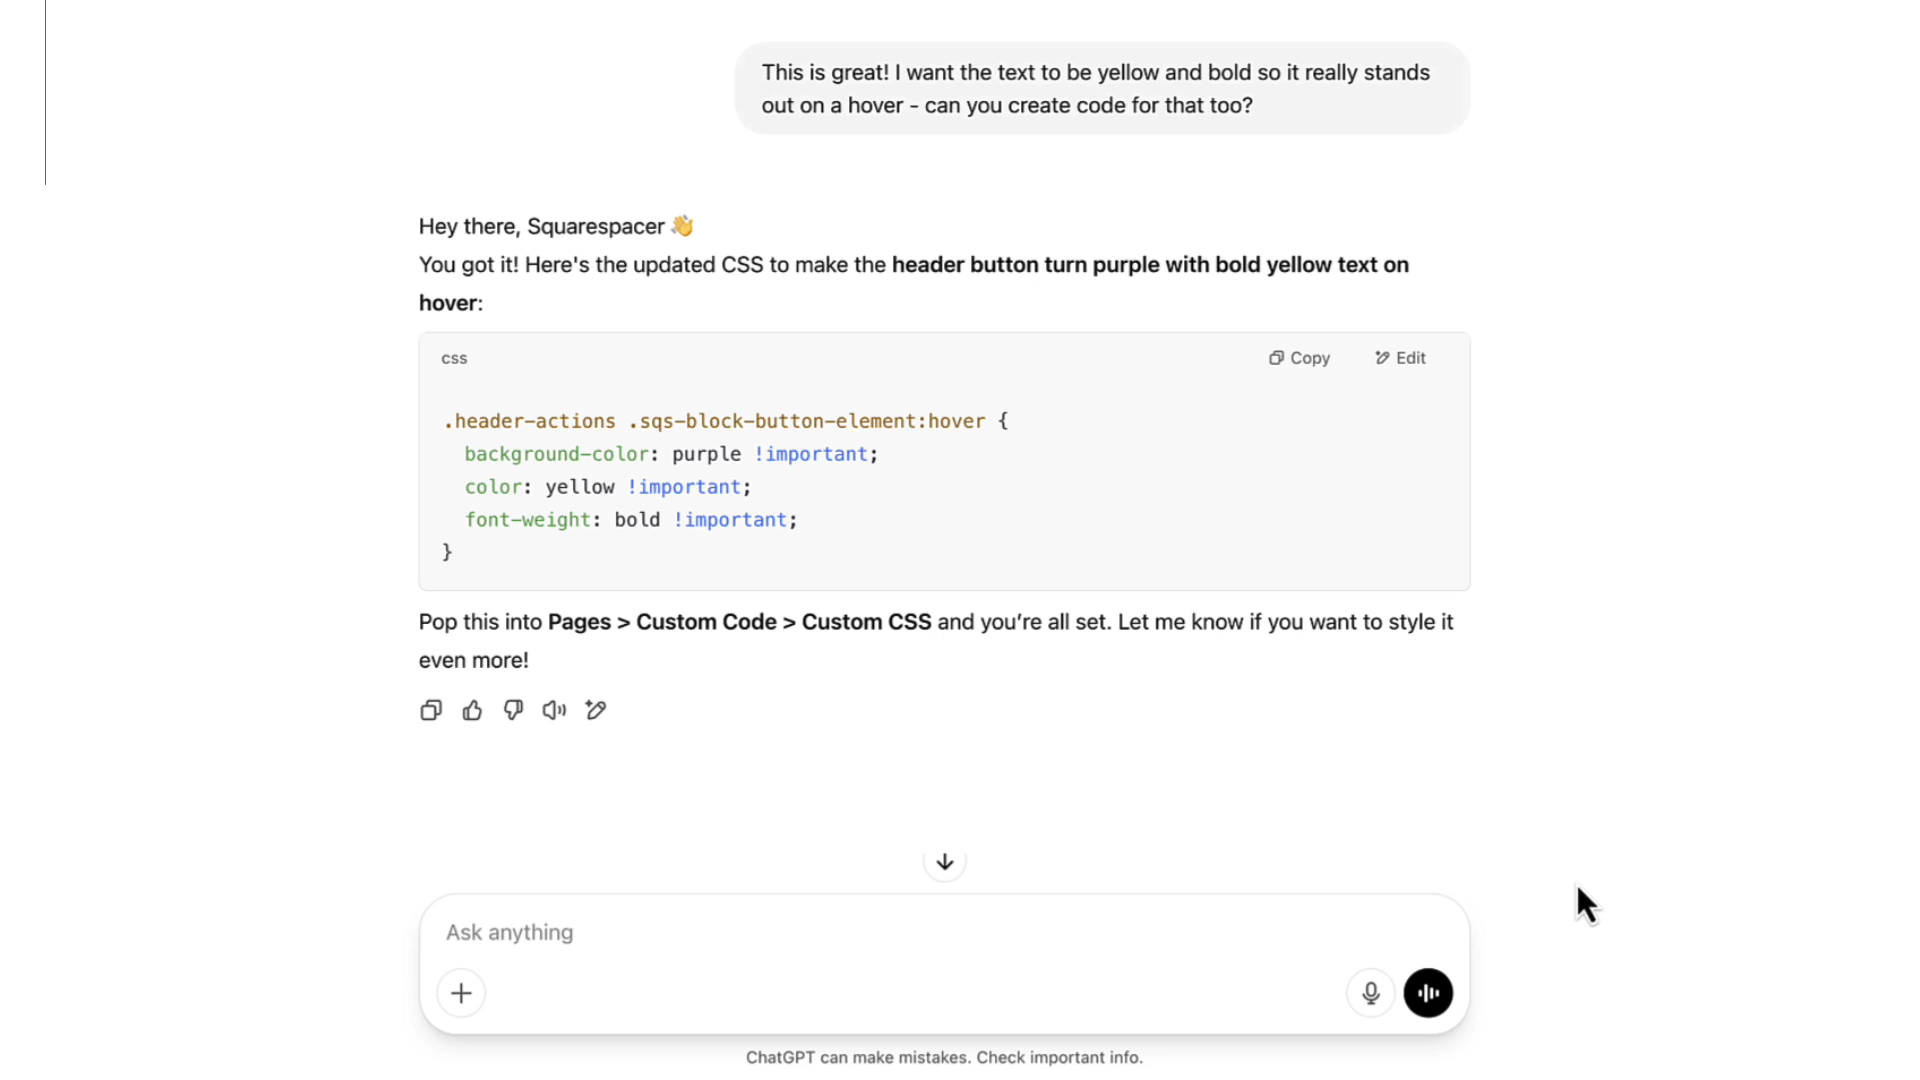 This is great! I want the text to be yellow and bold so it really stands
out on a hover - can you create code for that too?
Hey there, Squarespacer 👋
You got it! Here's the updated CSS to make the header button turn purple with bold yellow text on
hover:
css
Copy
Edit
.header-actions .sqs-block-button-element:hover {
  background-color: purple !important;
  color: yellow !important;
  font-weight: bold !important;
}
Pop this into Pages > Custom Code > Custom CSS and you’re all set. Let me know if you want to style it
even more!
Ask anything
ChatGPT can make mistakes. Check important info.